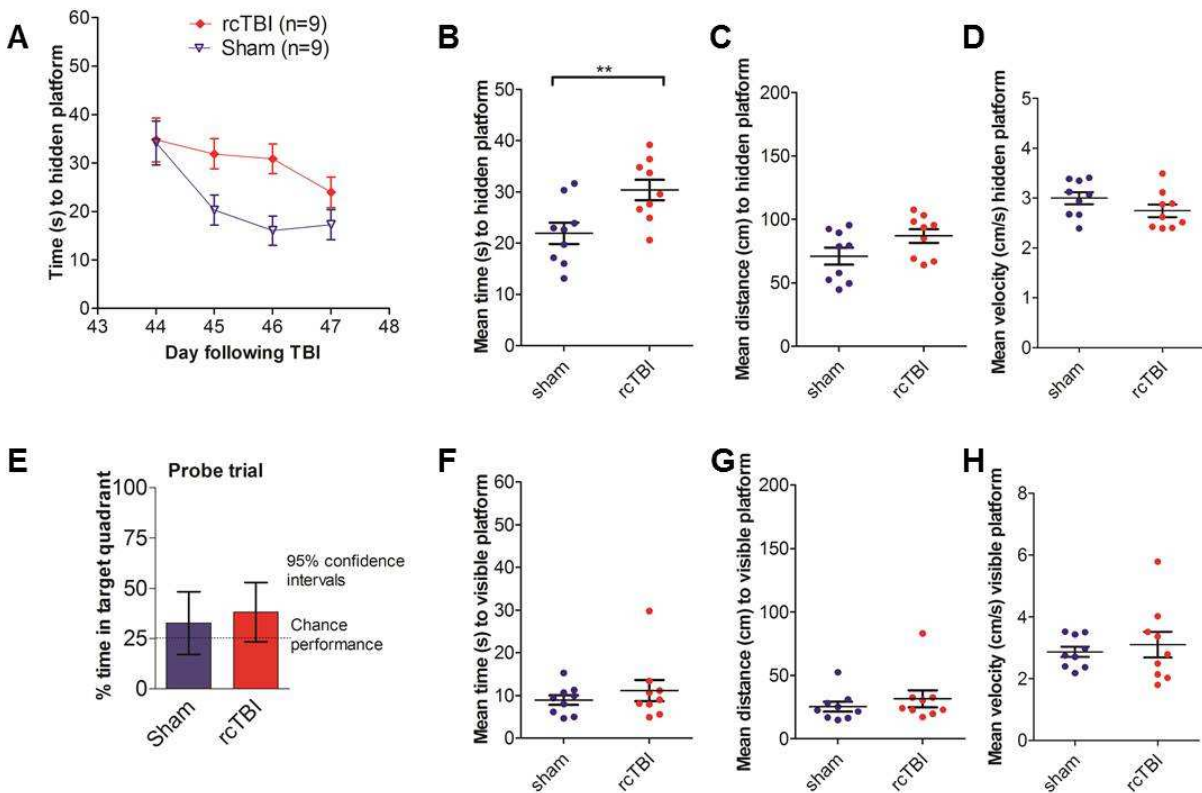 A
rcTBI (n=9)
Sham (n=9)
Time (s) to hidden platform
60
50
40
30
20
10
0
43 44 45 46 47 48
Day following TBI
B
**
Mean time (s) to hidden platform
50
40
30
20
10
0
sham rcTBI
C
Mean distance (cm) to hidden platform
200
150
100
50
0
sham rcTBI
D
Mean velocity (cm/s) hidden platform
5
4
3
2
1
0
sham rcTBI
E
Probe trial
% time in target quadrant
100
75
50
25
0
95% confidence
intervals
Chance
performance
Sham rcTBI
F
Mean time (s) to visible platform
60
50
40
30
20
10
0
sham rcTBI
G
Mean distance (cm) to visible platform
200
150
100
50
0
sham rcTBI
H
Mean velocity (cm/s) visible platform
8
6
4
2
0
sham rcTBI